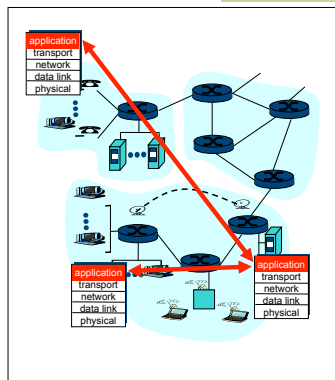 application
transport
network
data link
physical
application
transport
network
data link
physical
application
transport
network
data link
physical